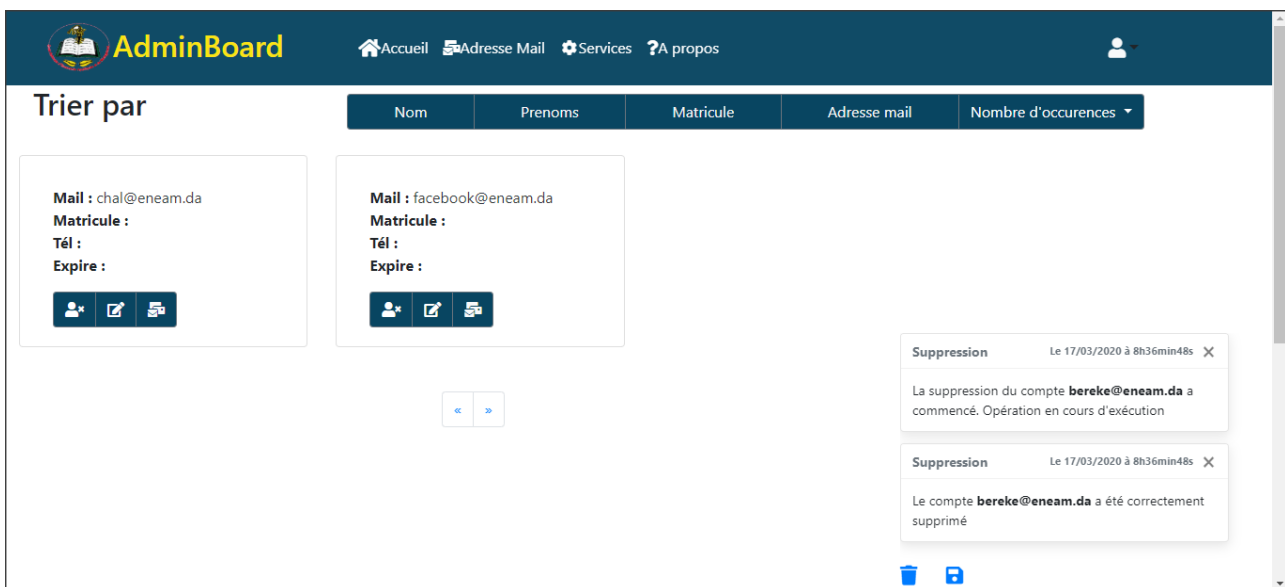 AdminBoard
Accueil Adresse Mail Services ?A propos
Trier par
Nom Prenoms Matricule Adresse mail Nombre d'occurences
Mail : chal@eneam.da
Matricule :
Tél :
Expire :
Mail : facebook@eneam.da
Matricule :
Tél :
Expire :
« »
Suppression Le 17/03/2020 à 8h36min48s ×
La suppression du compte bereke@eneam.da a
commencé. Opération en cours d'exécution
Suppression Le 17/03/2020 à 8h36min48s ×
Le compte bereke@eneam.da a été correctement
supprimé